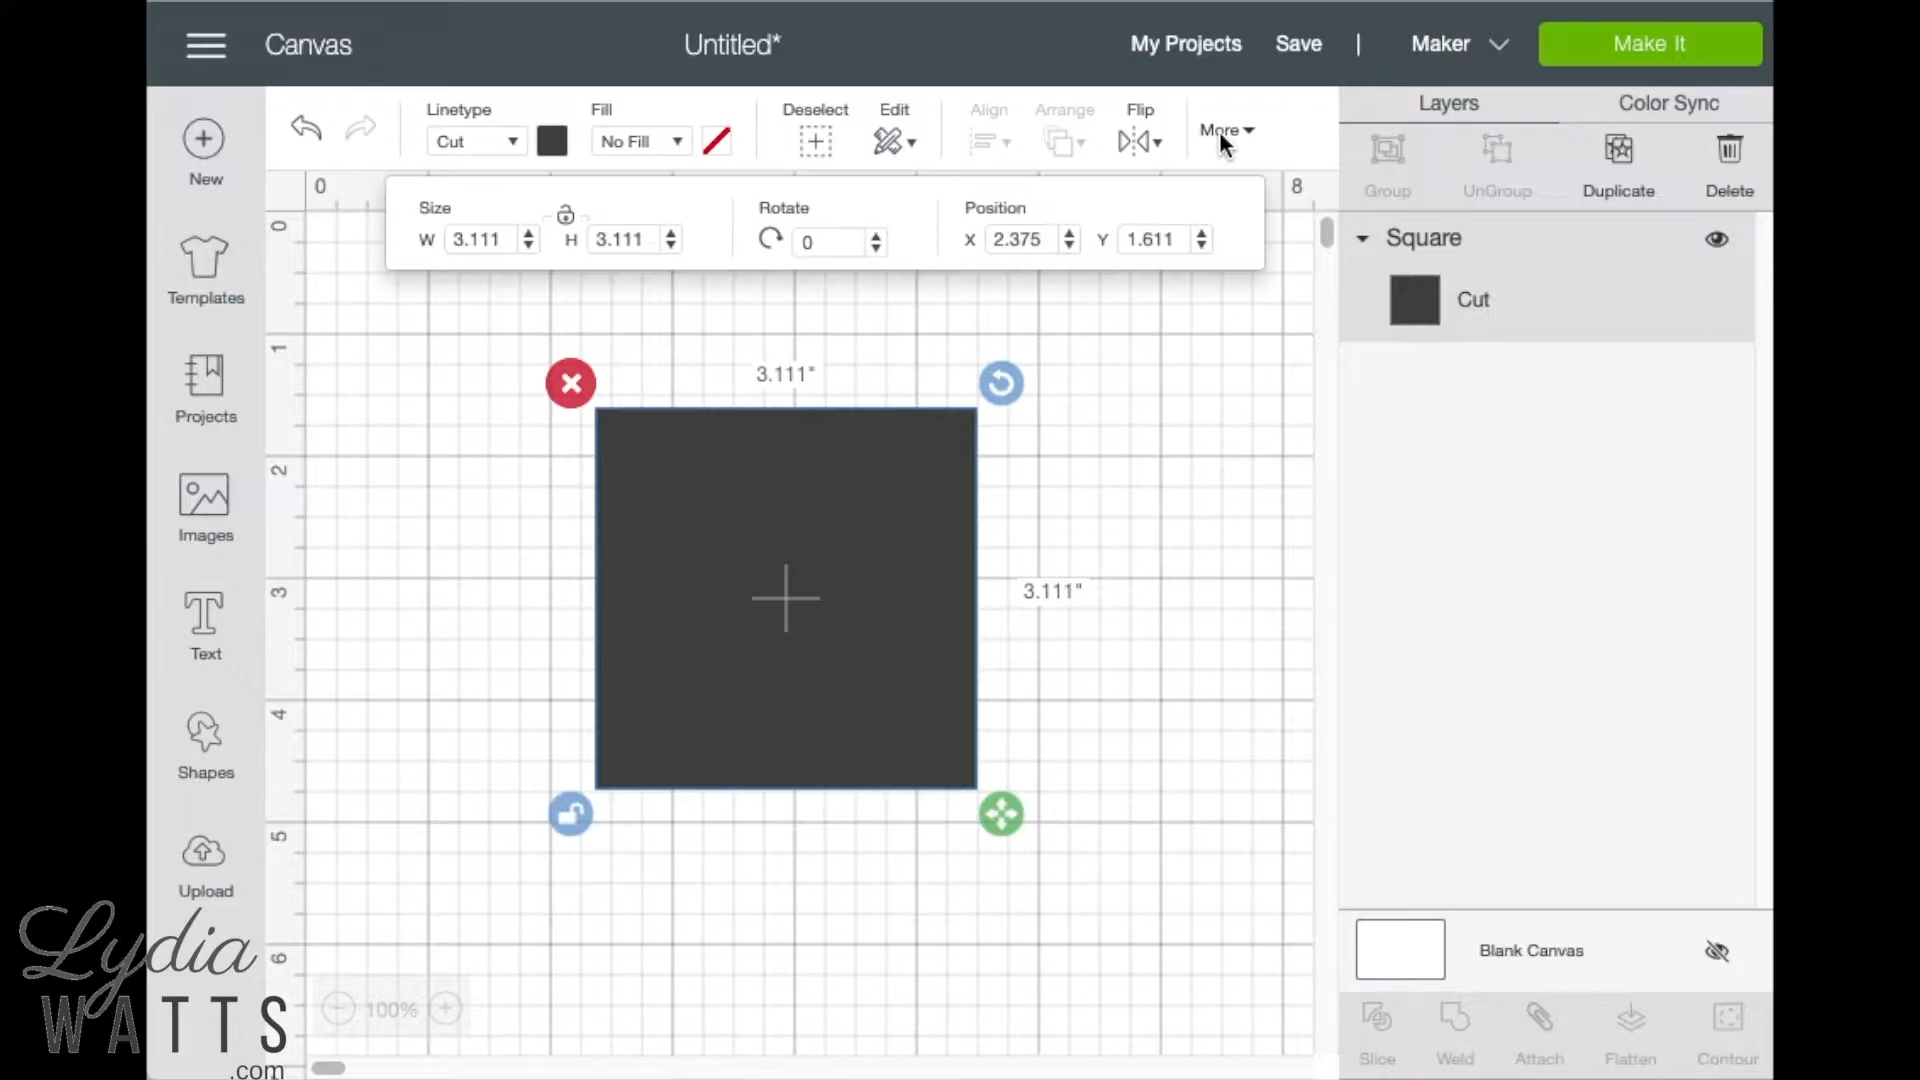 Canvas
Untitled*
My Projects
Save
|
Maker
Make It
Linetype
Cut
Fill
No Fill
Deselect
Edit
Align
Arrange
Flip
More
Layers
Color Sync
Group
UnGroup
Duplicate
Delete
Size
W 3.111
H 3.111
Rotate
0
Position
X 2.375
Y 1.611
0
8
0
1
2
3
4
5
6
New
Templates
Projects
Images
Text
Shapes
Upload
3.111"
3.111"
Square
Cut
100%
Blank Canvas
Slice
Weld
Attach
Flatten
Contour
Lydia
WATTS
.com